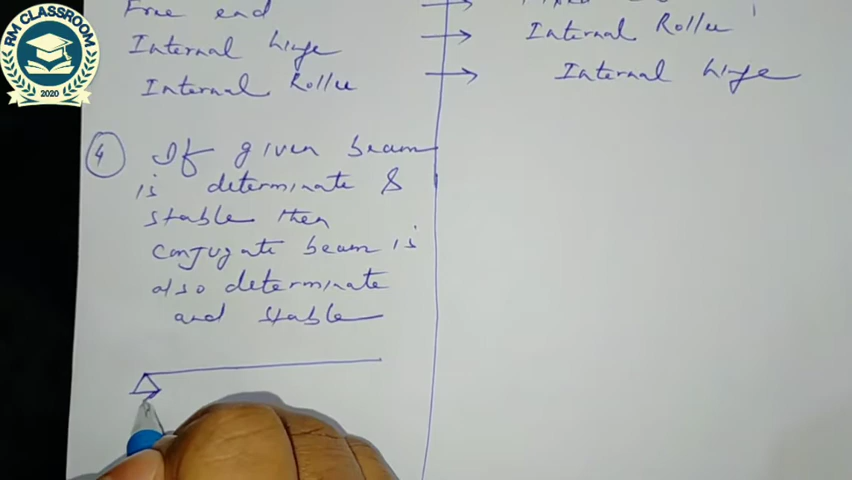 RM CLASSROOM
2020
Free end
Internal hinge → Internal Roller
Internal Roller → Internal hinge
4 If given beam
is determinate &
stable then
conjugate beam is
also determinate
and stable